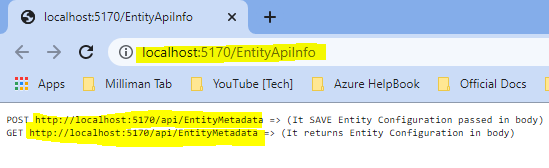 localhost:5170/EntityApiInfo
localhost:5170/EntityApiInfo
Apps Milliman Tab YouTube [Tech] Azure HelpBook Official Docs
POST http://localhost:5170/api/EntityMetadata => (It SAVE Entity Configuration passed in body)
GET http://localhost:5170/api/EntityMetadata => (It returns Entity Configuration in body)